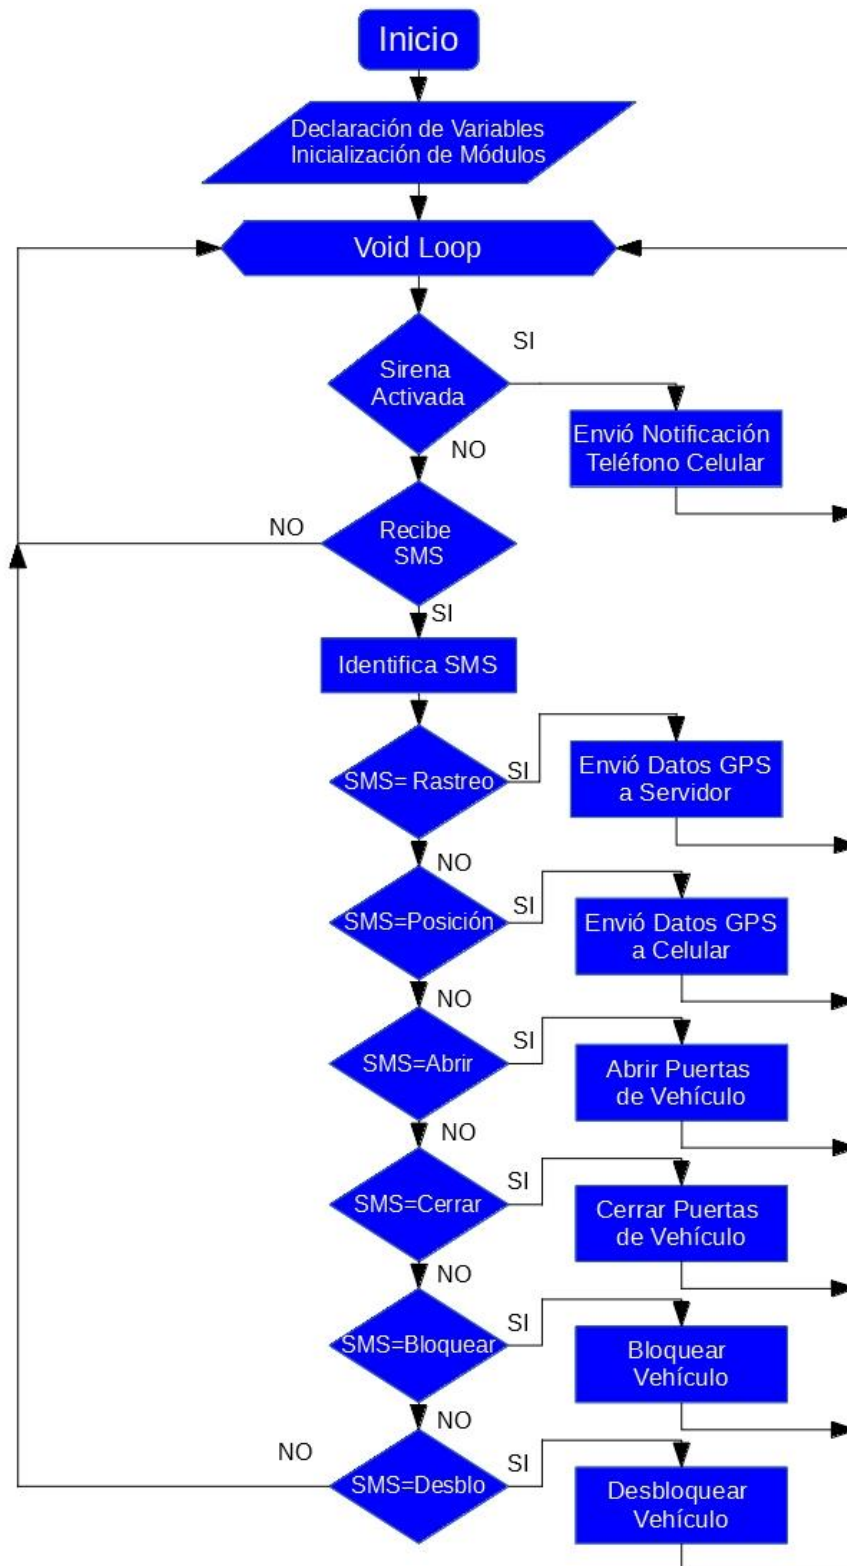 Inicio
Declaración de Variables
Inicialización de Módulos
Void Loop
SI
Sirena
Activada
Envió Notificación
Teléfono Celular
NO
NO
Recibe
SMS
SI
Identifica SMS
SMS= Rastreo
SI
Envió Datos GPS
a Servidor
NO
SMS=Posición
SI
Envió Datos GPS
a Celular
NO
SMS=Abrir
SI
Abrir Puertas
de Vehículo
NO
SMS=Cerrar
SI
Cerrar Puertas
de Vehículo
NO
SMS=Bloquear
SI
Bloquear
Vehículo
NO
NO
SMS=Desblo
SI
Desbloquear
Vehículo